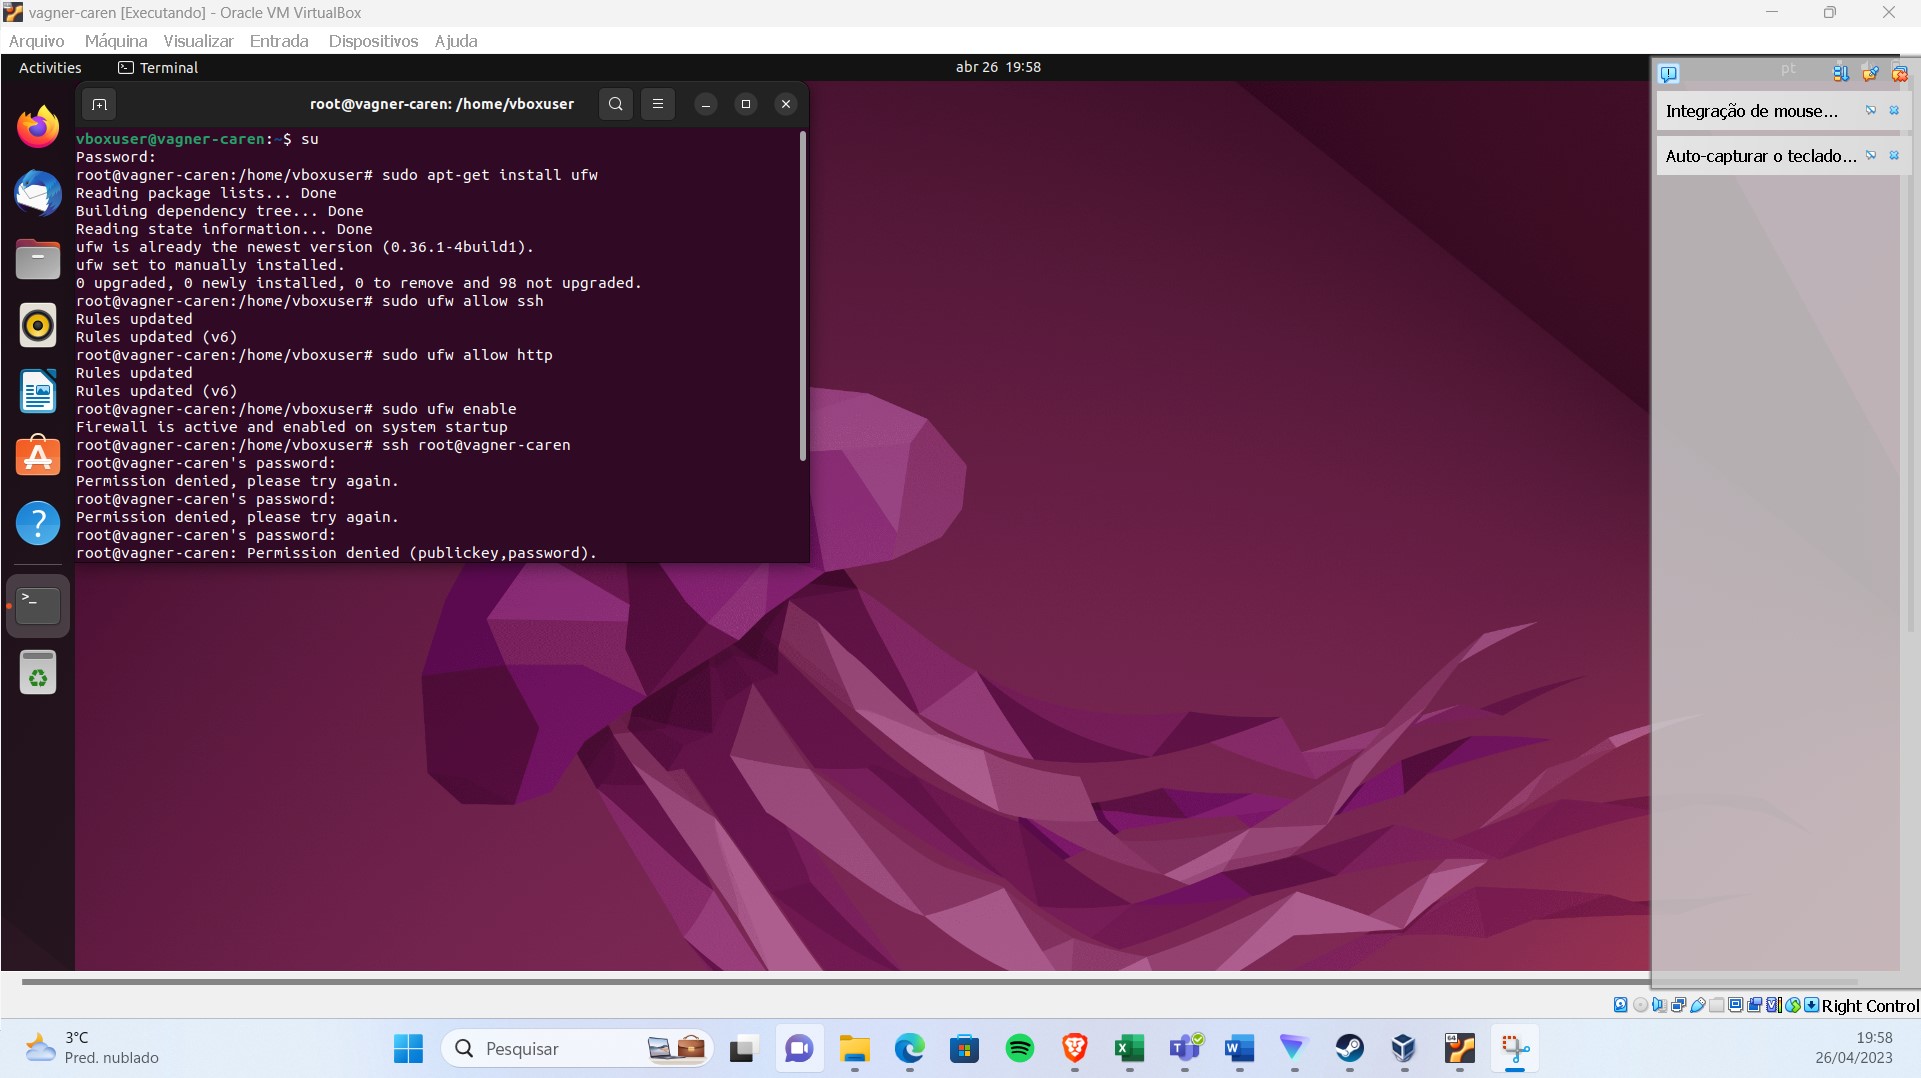 vagner-caren [Executando] - Oracle VM VirtualBox
Arquivo Máquina Visualizar Entrada Dispositivos Ajuda
Activities Terminal abr 26 19:58 pt
root@vagner-caren: /home/vboxuser
Integração de mouse...
Auto-capturar o teclado...
vboxuser@vagner-caren:~$ su
Password:
root@vagner-caren:/home/vboxuser# sudo apt-get install ufw
Reading package lists... Done
Building dependency tree... Done
Reading state information... Done
ufw is already the newest version (0.36.1-4build1).
ufw set to manually installed.
0 upgraded, 0 newly installed, 0 to remove and 98 not upgraded.
root@vagner-caren:/home/vboxuser# sudo ufw allow ssh
Rules updated
Rules updated (v6)
root@vagner-caren:/home/vboxuser# sudo ufw allow http
Rules updated
Rules updated (v6)
root@vagner-caren:/home/vboxuser# sudo ufw enable
Firewall is active and enabled on system startup
root@vagner-caren:/home/vboxuser# ssh root@vagner-caren
root@vagner-caren's password:
Permission denied, please try again.
root@vagner-caren's password:
Permission denied, please try again.
root@vagner-caren's password:
root@vagner-caren: Permission denied (publickey,password).
Right Control
3°C
Pred. nublado
Pesquisar
19:58
26/04/2023